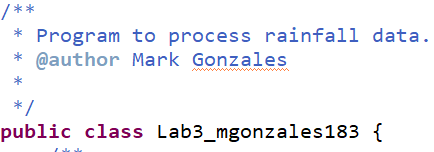 /**
 * Program to process rainfall data.
 * @author Mark Gonzales
 *
 */
public class Lab3_mgonzales183 {
/**